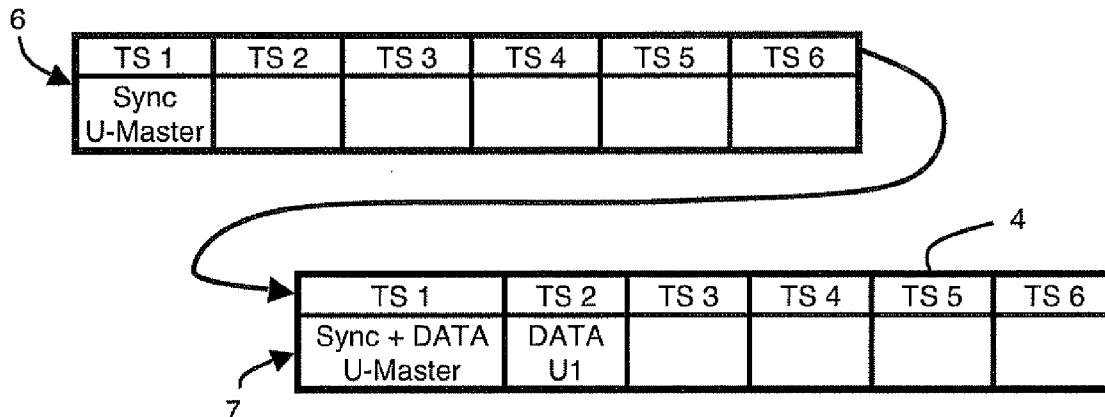 6
TS 1 TS 2 TS 3 TS 4 TS 5 TS 6
Sync
U-Master
4
TS 1 TS 2 TS 3 TS 4 TS 5 TS 6
Sync + DATA DATA
U-Master U1
7